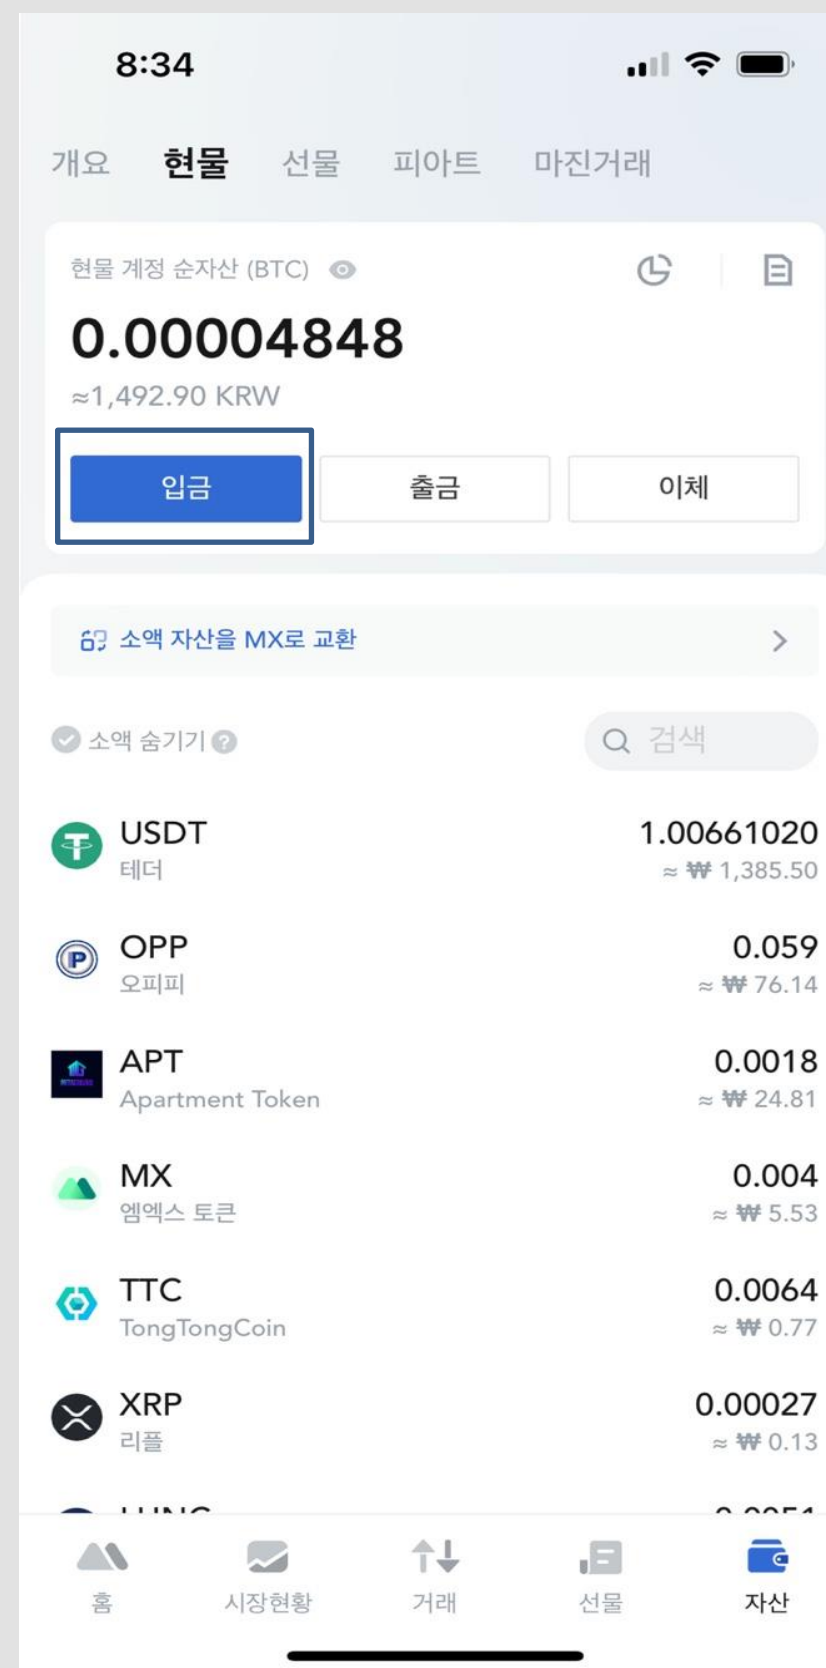 8:34
개요 현물 선물 피아트 마진거래
현물 계정 순자산 (BTC)
0.00004848
≈1,492.90 KRW
입금 출금 이체
소액 자산을 MX로 교환
소액 숨기기 ? 검색
USDT 1.00661020
테더 ≈ ₩ 1,385.50
OPP 0.059
오피피 ≈ ₩ 76.14
APT 0.0018
Apartment Token ≈ ₩ 24.81
MX 0.004
엠엑스 토큰 ≈ ₩ 5.53
TTC 0.0064
TongTongCoin ≈ ₩ 0.77
XRP 0.00027
리플 ≈ ₩ 0.13
홈 시장현황 거래 선물 자산